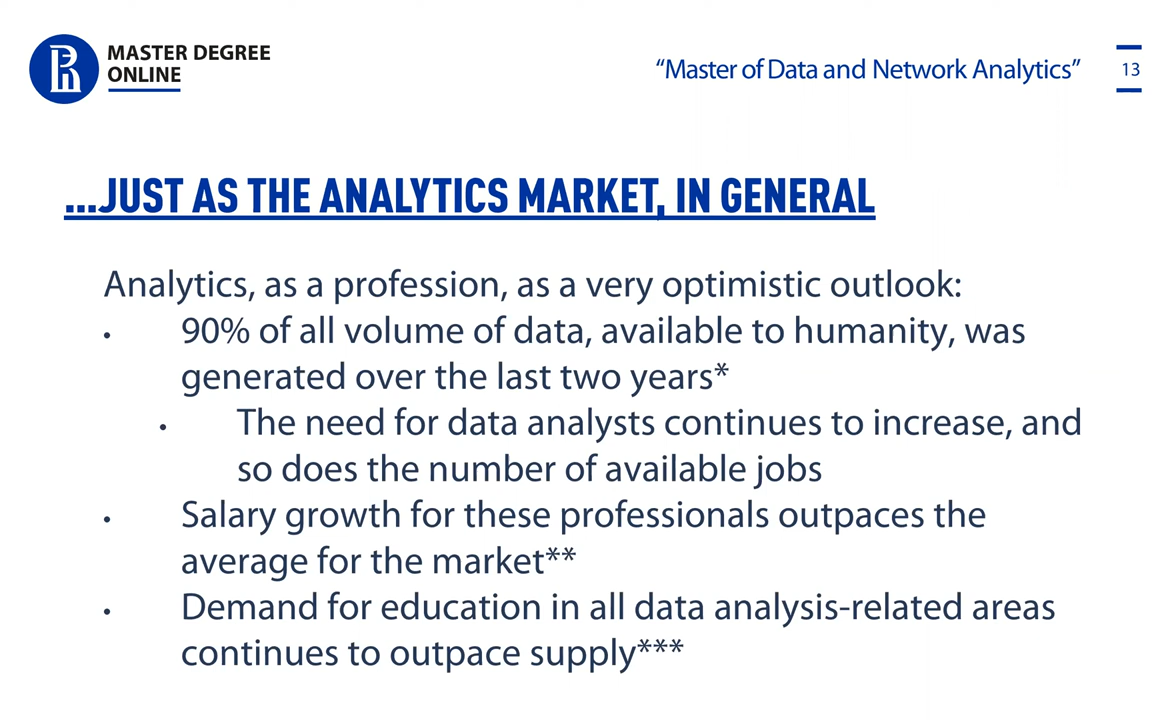 MASTER DEGREE
ONLINE
“Master of Data and Network Analytics”
13
...JUST AS THE ANALYTICS MARKET, IN GENERAL
Analytics, as a profession, as a very optimistic outlook:
• 90% of all volume of data, available to humanity, was
generated over the last two years*
• The need for data analysts continues to increase, and
so does the number of available jobs
• Salary growth for these professionals outpaces the
average for the market**
• Demand for education in all data analysis-related areas
continues to outpace supply***